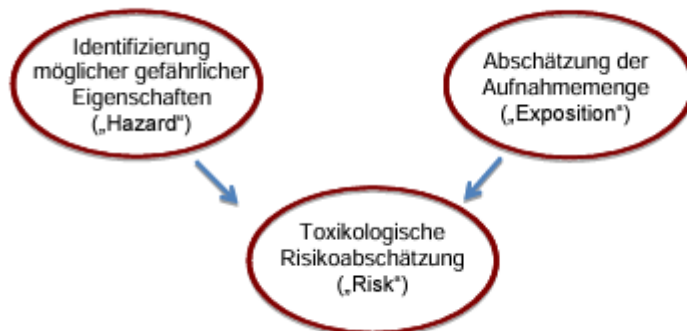 Identifizierung
möglicher gefährlicher
Eigenschaften
(„Hazard“)
Abschätzung der
Aufnahmemenge
(„Exposition“)
Toxikologische
Risikoabschätzung
(„Risk“)